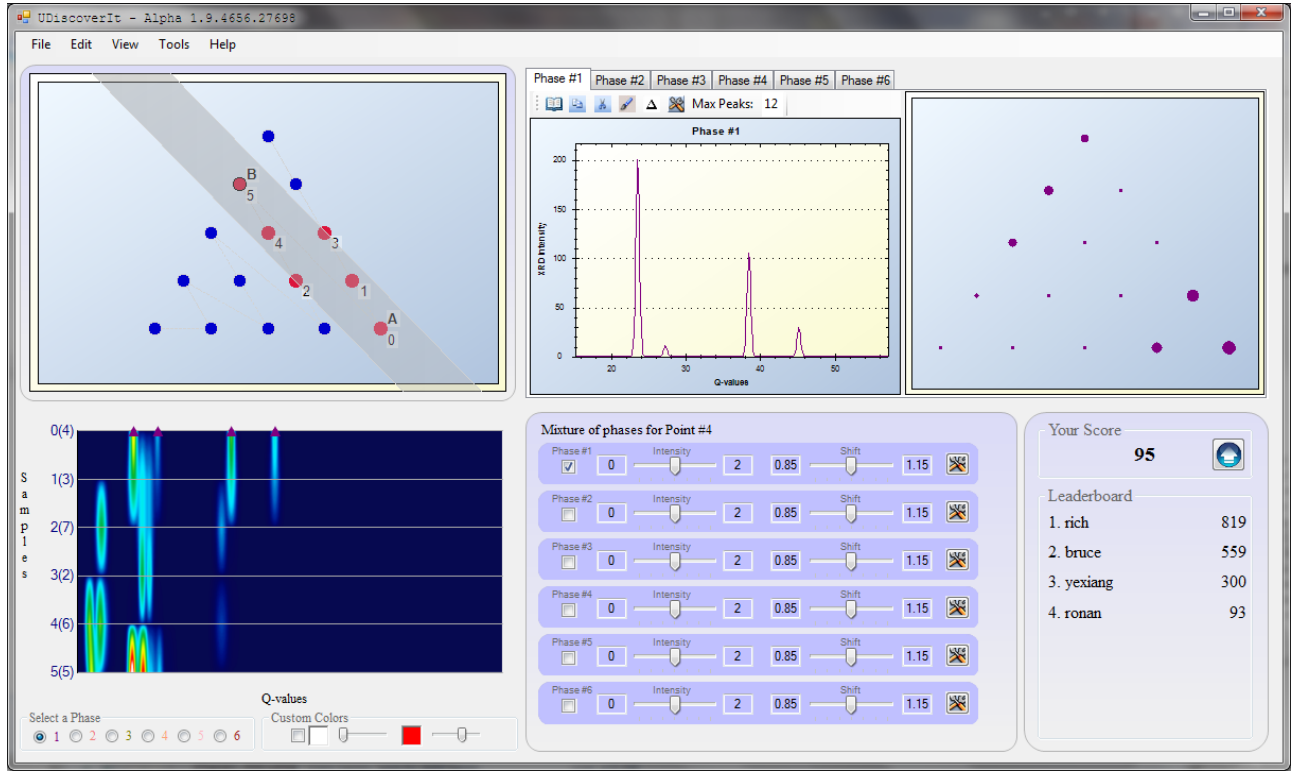 UDiscoverIt - Alpha 1.9.4656.27698
File Edit View Tools Help
B
5
4
3
2
1
A
0
Phase #1 Phase #2 Phase #3 Phase #4 Phase #5 Phase #6
Δ Max Peaks: 12
Phase #1
XRD Intensity
200
150
100
50
0
20 30 40 50
Q-values
Samples
0(4)
1(3)
2(7)
3(2)
4(6)
5(5)
Q-values
Select a Phase
1 2 3 4 5 6
Custom Colors
Mixture of phases for Point #4
Phase #1 Intensity Shift
0 2 0.85 1.15
Phase #2 Intensity Shift
0 2 0.85 1.15
Phase #3 Intensity Shift
0 2 0.85 1.15
Phase #4 Intensity Shift
0 2 0.85 1.15
Phase #5 Intensity Shift
0 2 0.85 1.15
Phase #6 Intensity Shift
0 2 0.85 1.15
Your Score
95
Leaderboard
1. rich 819
2. bruce 559
3. yexiang 300
4. ronan 93